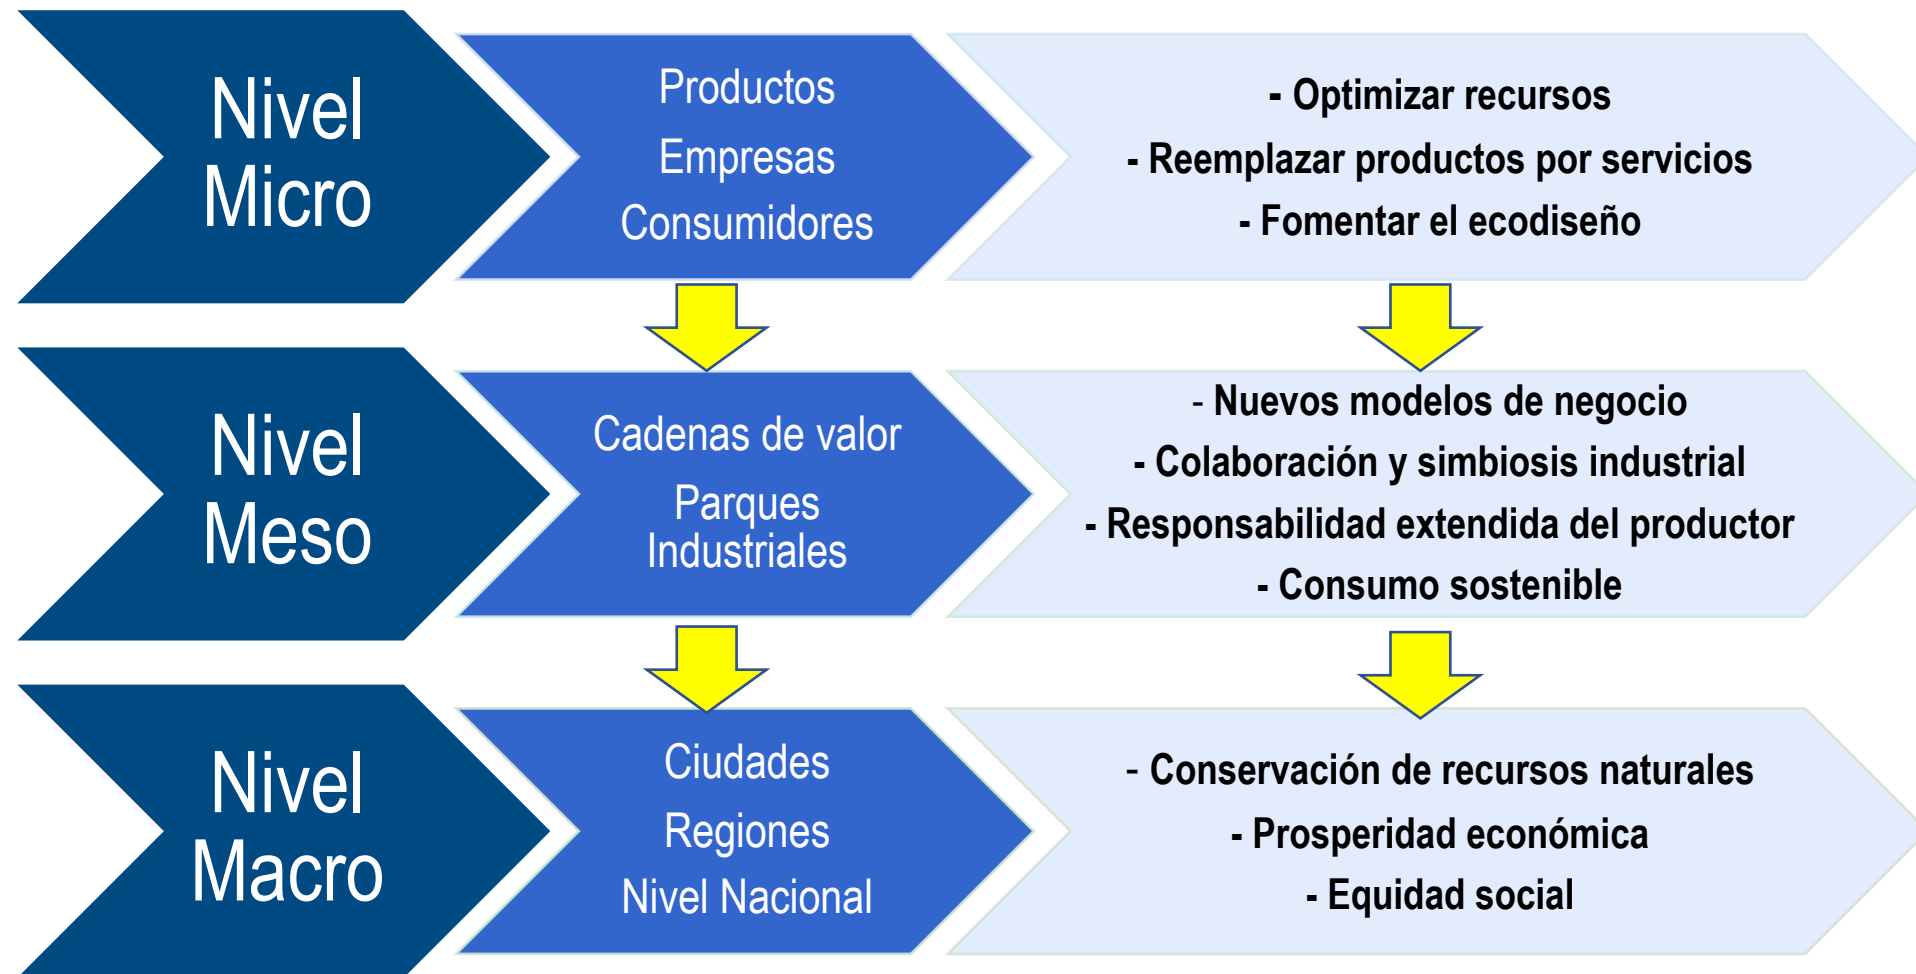 Nivel
Micro
Productos
Empresas
Consumidores
- Optimizar recursos
- Reemplazar productos por servicios
- Fomentar el ecodiseño
Nivel
Meso
Cadenas de valor
Parques
Industriales
- Nuevos modelos de negocio
- Colaboración y simbiosis industrial
- Responsabilidad extendida del productor
- Consumo sostenible
Nivel
Macro
Ciudades
Regiones
Nivel Nacional
- Conservación de recursos naturales
- Prosperidad económica
- Equidad social